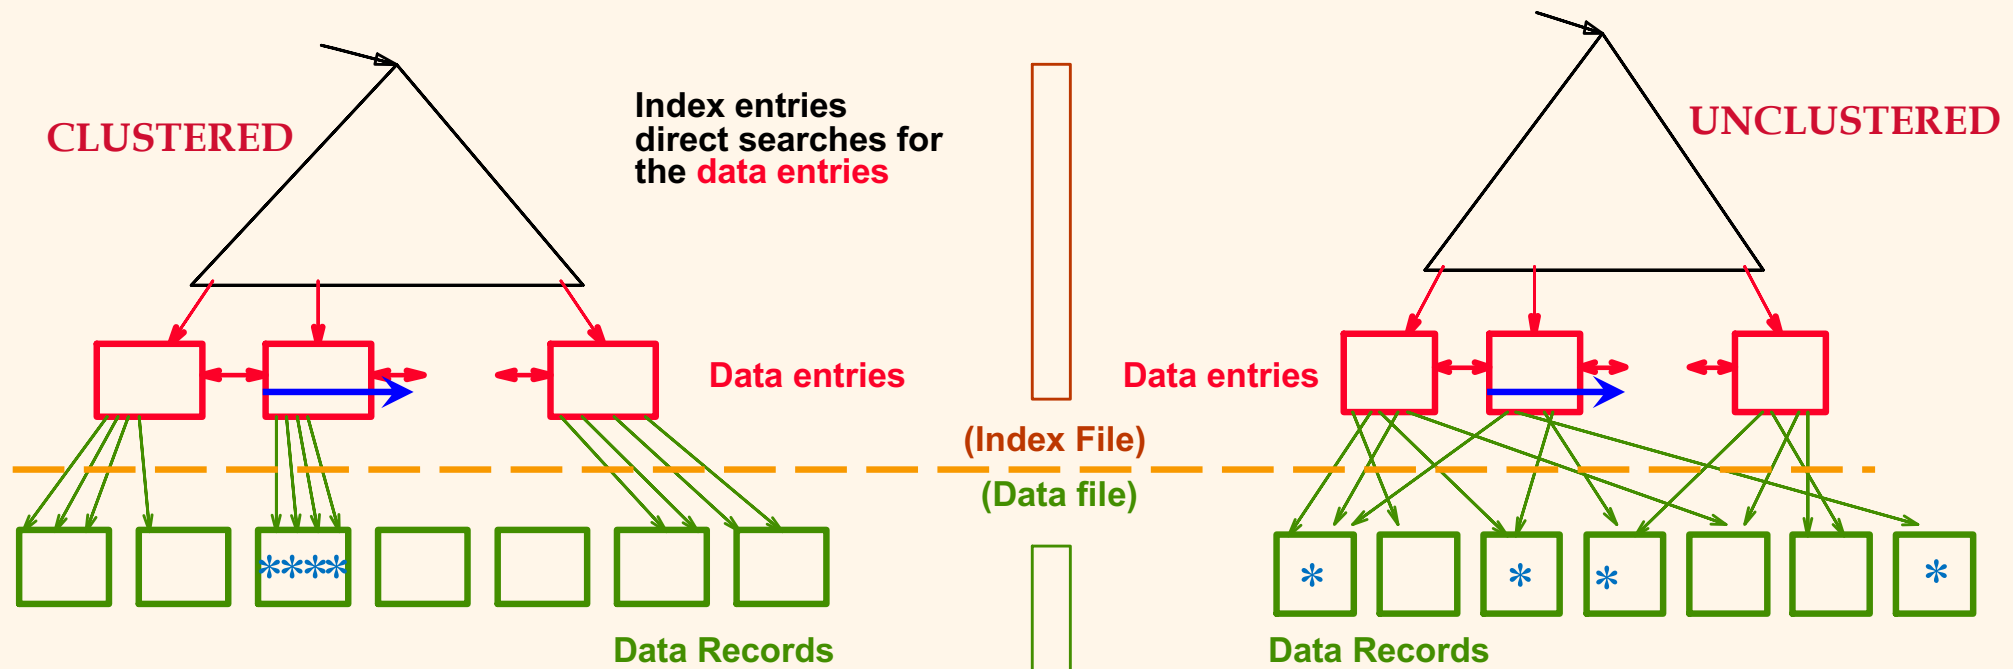 CLUSTERED
Index entries
direct searches for
the data entries
UNCLUSTERED
Data entries
Data entries
(Index File)
(Data file)
****
*
*
*
*
Data Records
Data Records